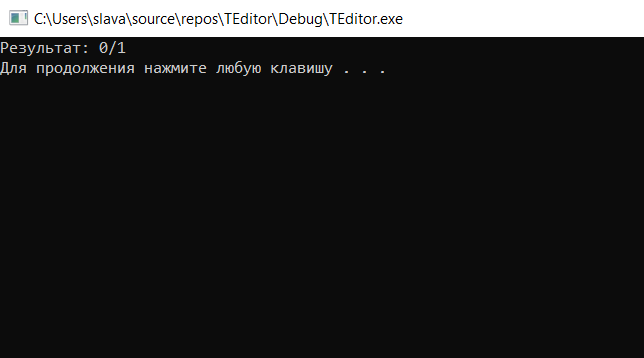 C:\Users\slava\source\repos\TEditor\Debug\TEditor.exe
Результат: 0/1
Для продолжения нажмите любую клавишу . . .